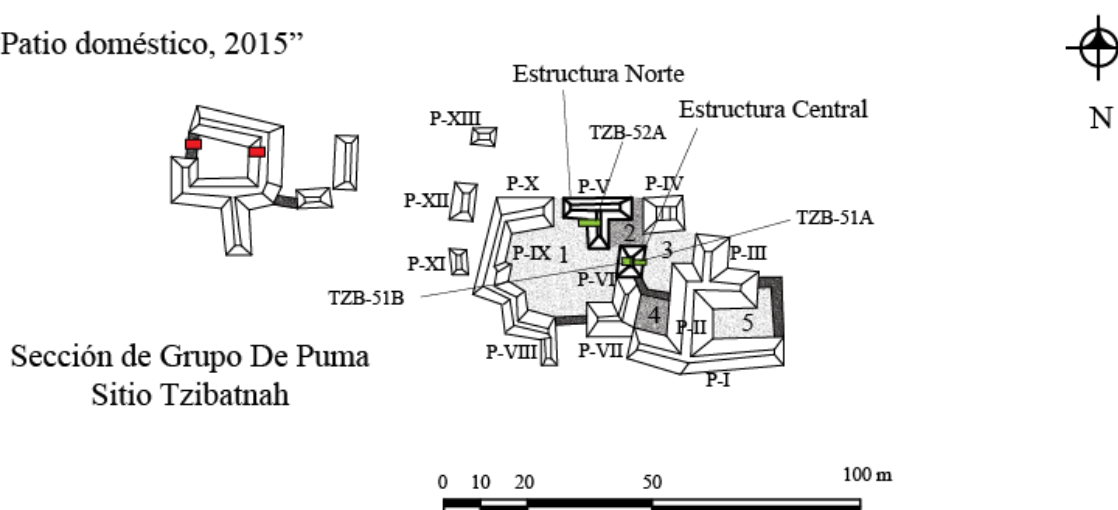 Patio doméstico, 2015”
Estructura Norte
Estructura Central
N
P-XIII
TZB-52A
P-XII
P-X
P-V
P-IV
TZB-51A
2
3
P-XI
P-IX
1
P-III
P-VI
TZB-51B
4
P-II
5
P-VIII
P-VII
P-I
Sección de Grupo De Puma
Sitio Tzibatnah
0 10 20 50 100 m